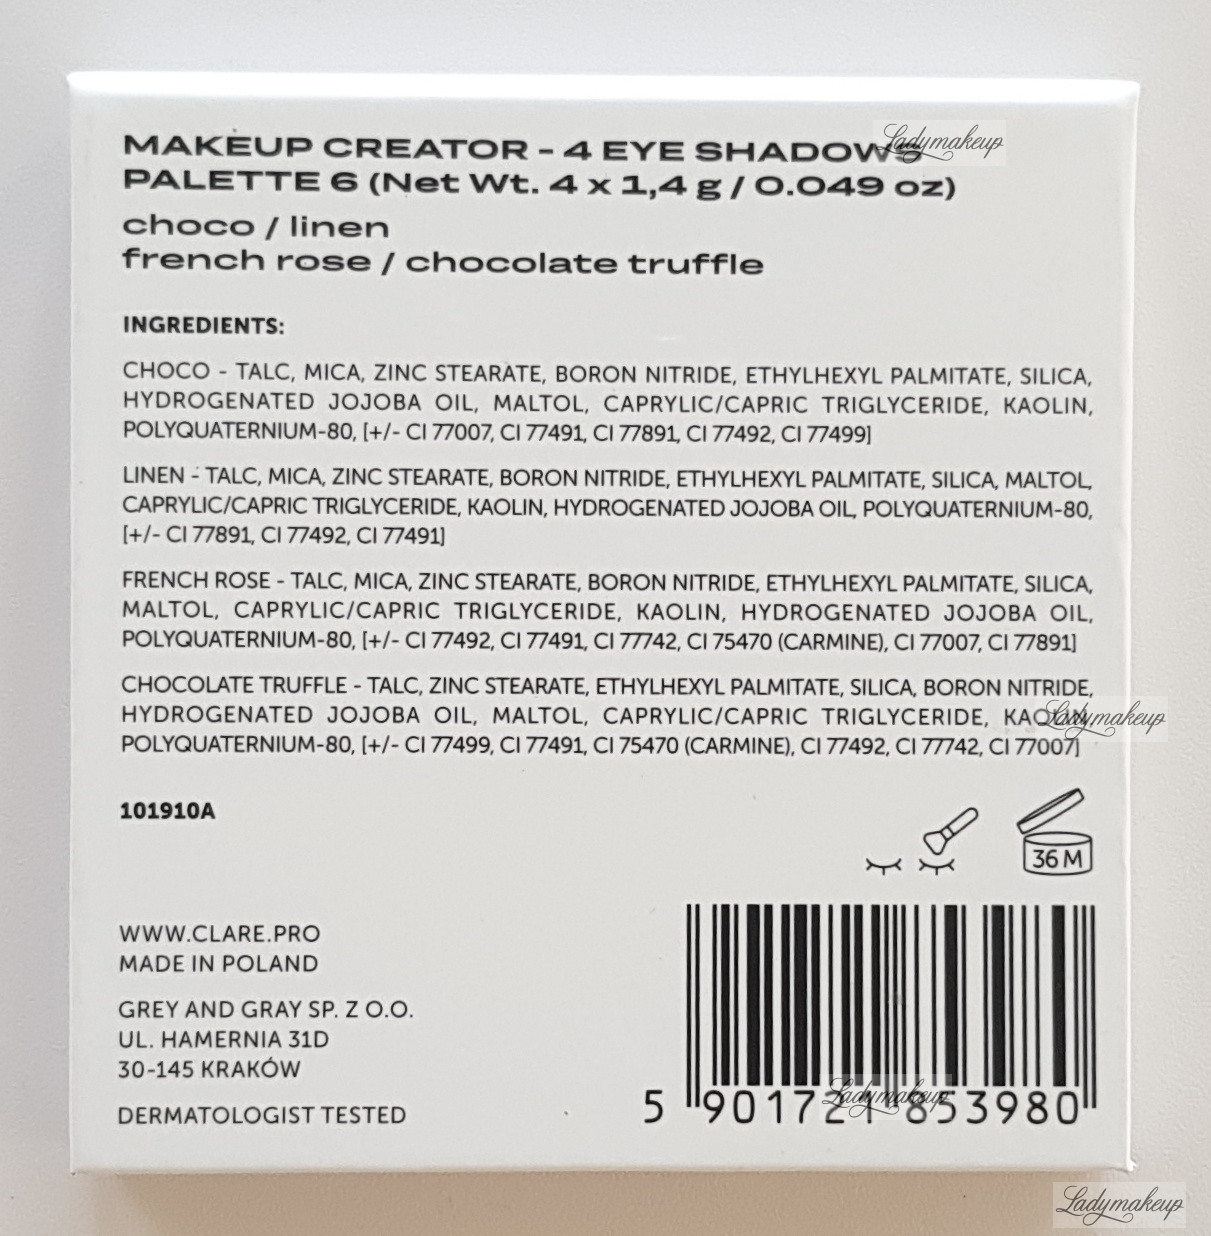 MAKEUP CREATOR - 4 EYE SHADOWS
PALETTE 6 (Net Wt. 4 x 1,4 g / 0.049 oz)
choco / linen
french rose / chocolate truffle
INGREDIENTS:
CHOCO - TALC, MICA, ZINC STEARATE, BORON NITRIDE, ETHYLHEXYL PALMITATE, SILICA,
HYDROGENATED JOJOBA OIL, MALTOL, CAPRYLIC/CAPRIC TRIGLYCERIDE, KAOLIN,
POLYQUATERNIUM-80, [+/- CI 77007, CI 77491, CI 77891, CI 77492, CI 77499]
LINEN - TALC, MICA, ZINC STEARATE, BORON NITRIDE, ETHYLHEXYL PALMITATE, SILICA, MALTOL,
CAPRYLIC/CAPRIC TRIGLYCERIDE, KAOLIN, HYDROGENATED JOJOBA OIL, POLYQUATERNIUM-80,
[+/- CI 77891, CI 77492, CI 77491]
FRENCH ROSE - TALC, MICA, ZINC STEARATE, BORON NITRIDE, ETHYLHEXYL PALMITATE, SILICA,
MALTOL, CAPRYLIC/CAPRIC TRIGLYCERIDE, KAOLIN, HYDROGENATED JOJOBA OIL,
POLYQUATERNIUM-80, [+/- CI 77492, CI 77491, CI 77742, CI 75470 (CARMINE), CI 77007, CI 77891]
CHOCOLATE TRUFFLE - TALC, ZINC STEARATE, ETHYLHEXYL PALMITATE, SILICA, BORON NITRIDE,
HYDROGENATED JOJOBA OIL, MALTOL, CAPRYLIC/CAPRIC TRIGLYCERIDE, KAOLIN,
POLYQUATERNIUM-80, [+/- CI 77499, CI 77491, CI 75470 (CARMINE), CI 77492, CI 77742, CI 77007]
101910A
36 M
WWW.CLARE.PRO
MADE IN POLAND
GREY AND GRAY SP. Z O.O.
UL. HAMERNIA 31D
30-145 KRAKÓW
DERMATOLOGIST TESTED
5 901721 853980
Ladymakeup
Ladymakeup
Ladymakeup
Ladymakeup